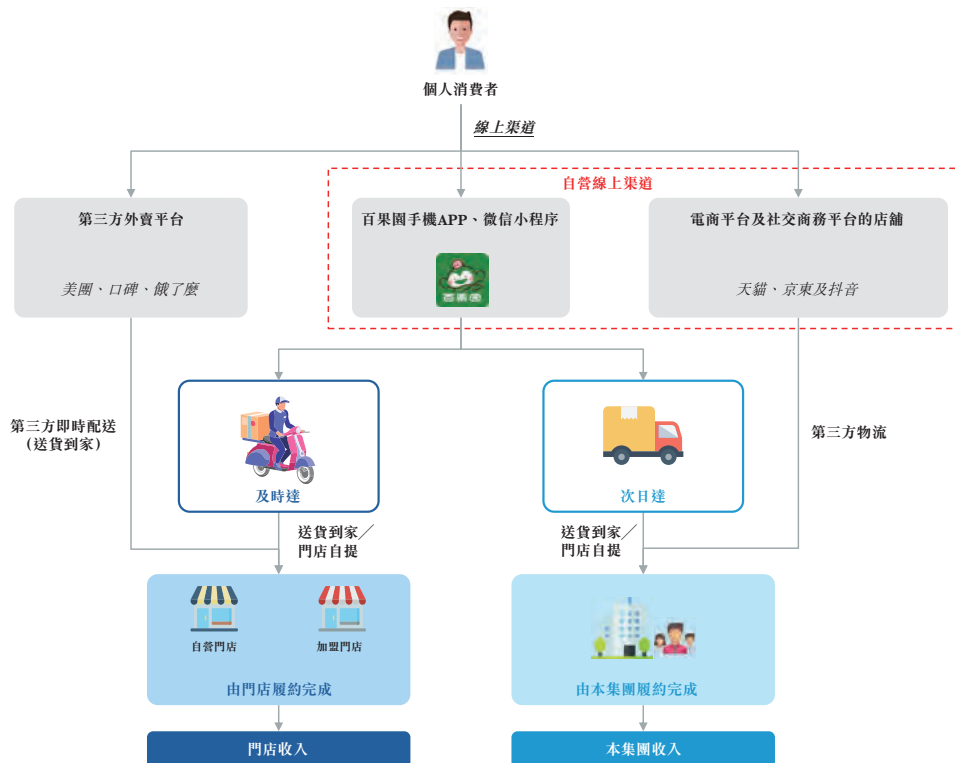 個人消費者
線上渠道
自營線上渠道
第三方外賣平台
美團、口碑、餓了麼
百果園手機APP、微信小程序
百果園
電商平台及社交商務平台的店舖
天貓、京東及抖音
第三方即時配送
（送貨到家）
及時達
次日達
第三方物流
送貨到家／
門店自提
送貨到家／
門店自提
自營門店
加盟門店
由門店履約完成
由本集團履約完成
門店收入
本集團收入